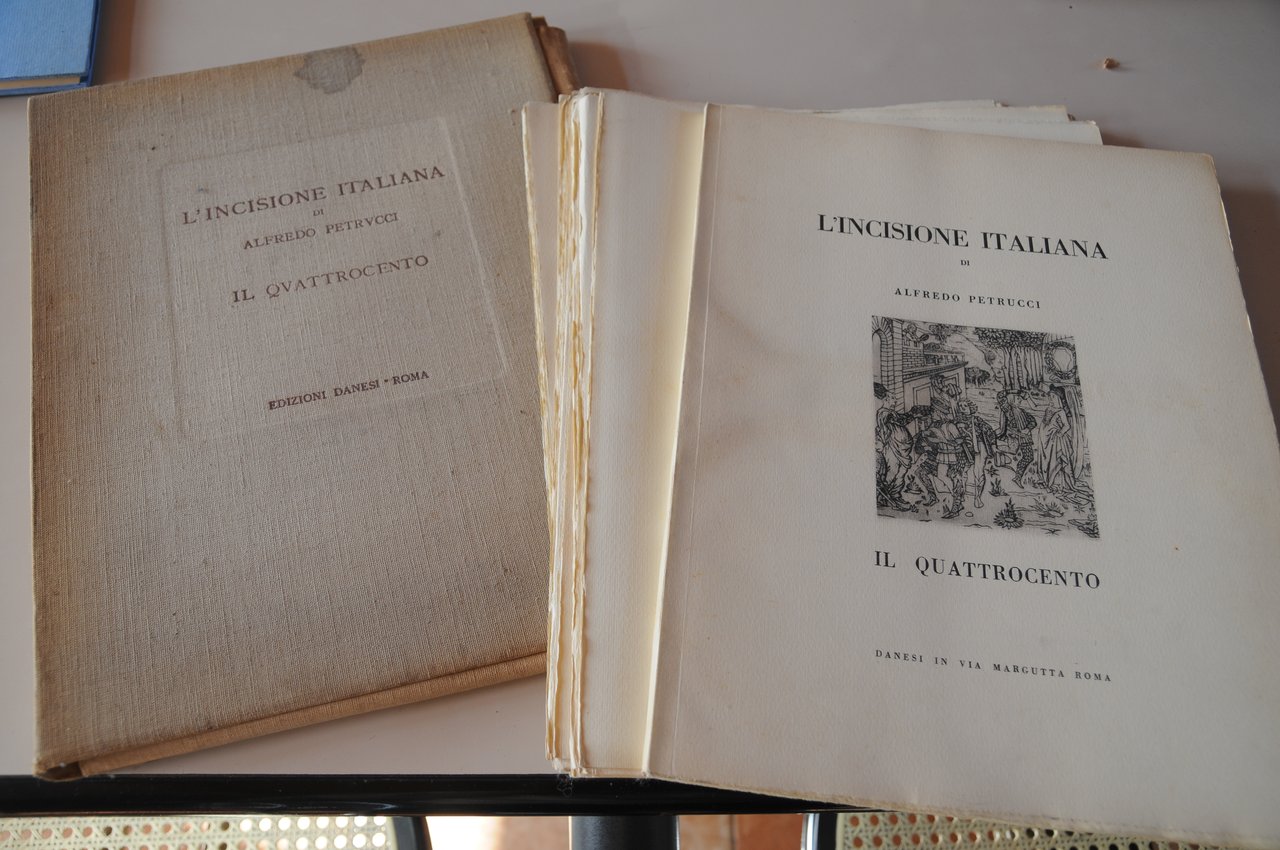 L'INCISIONE ITALIANA
DI
ALFREDO PETRVCCI
IL QVATTROCENTO
EDIZIONI DANESI • ROMA
L'INCISIONE ITALIANA
DI
ALFREDO PETRUCCI
IL QUATTROCENTO
DANESI IN VIA MARGUTTA ROMA